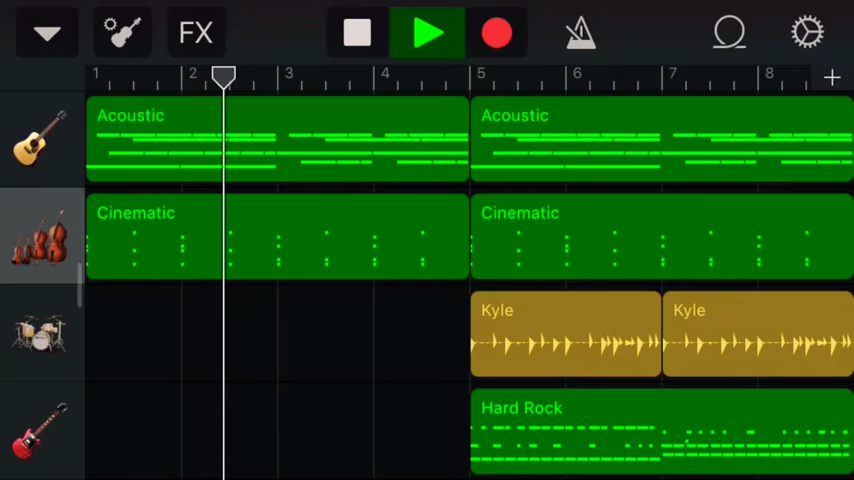 FX
1 2 3 4 5 6 7 8
Acoustic Acoustic
Cinematic Cinematic
Kyle Kyle
Hard Rock